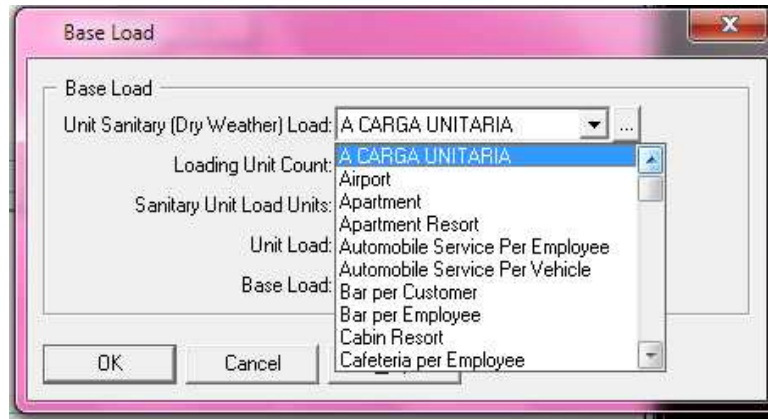 Base Load
Base Load
Unit Sanitary (Dry Weather) Load: A CARGA UNITARIA ...
A CARGA UNITARIA
Loading Unit Count:
Airport
Sanitary Unit Load Units:
Apartment
Apartment Resort
Unit Load:
Automobile Service Per Employee
Automobile Service Per Vehicle
Base Load:
Bar per Customer
Bar per Employee
Cabin Resort
Cafeteria per Employee
OK Cancel